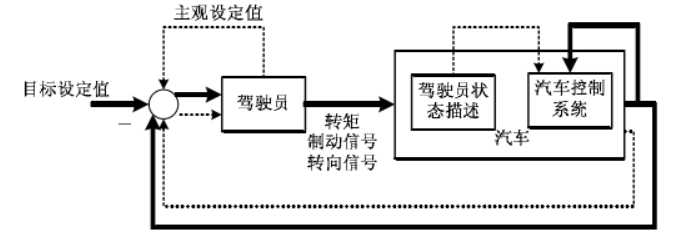 主观设定值
目标设定值
驾驶员
驾驶员状
态描述
汽车控制
系统
汽车
转矩
制动信号
转向信号